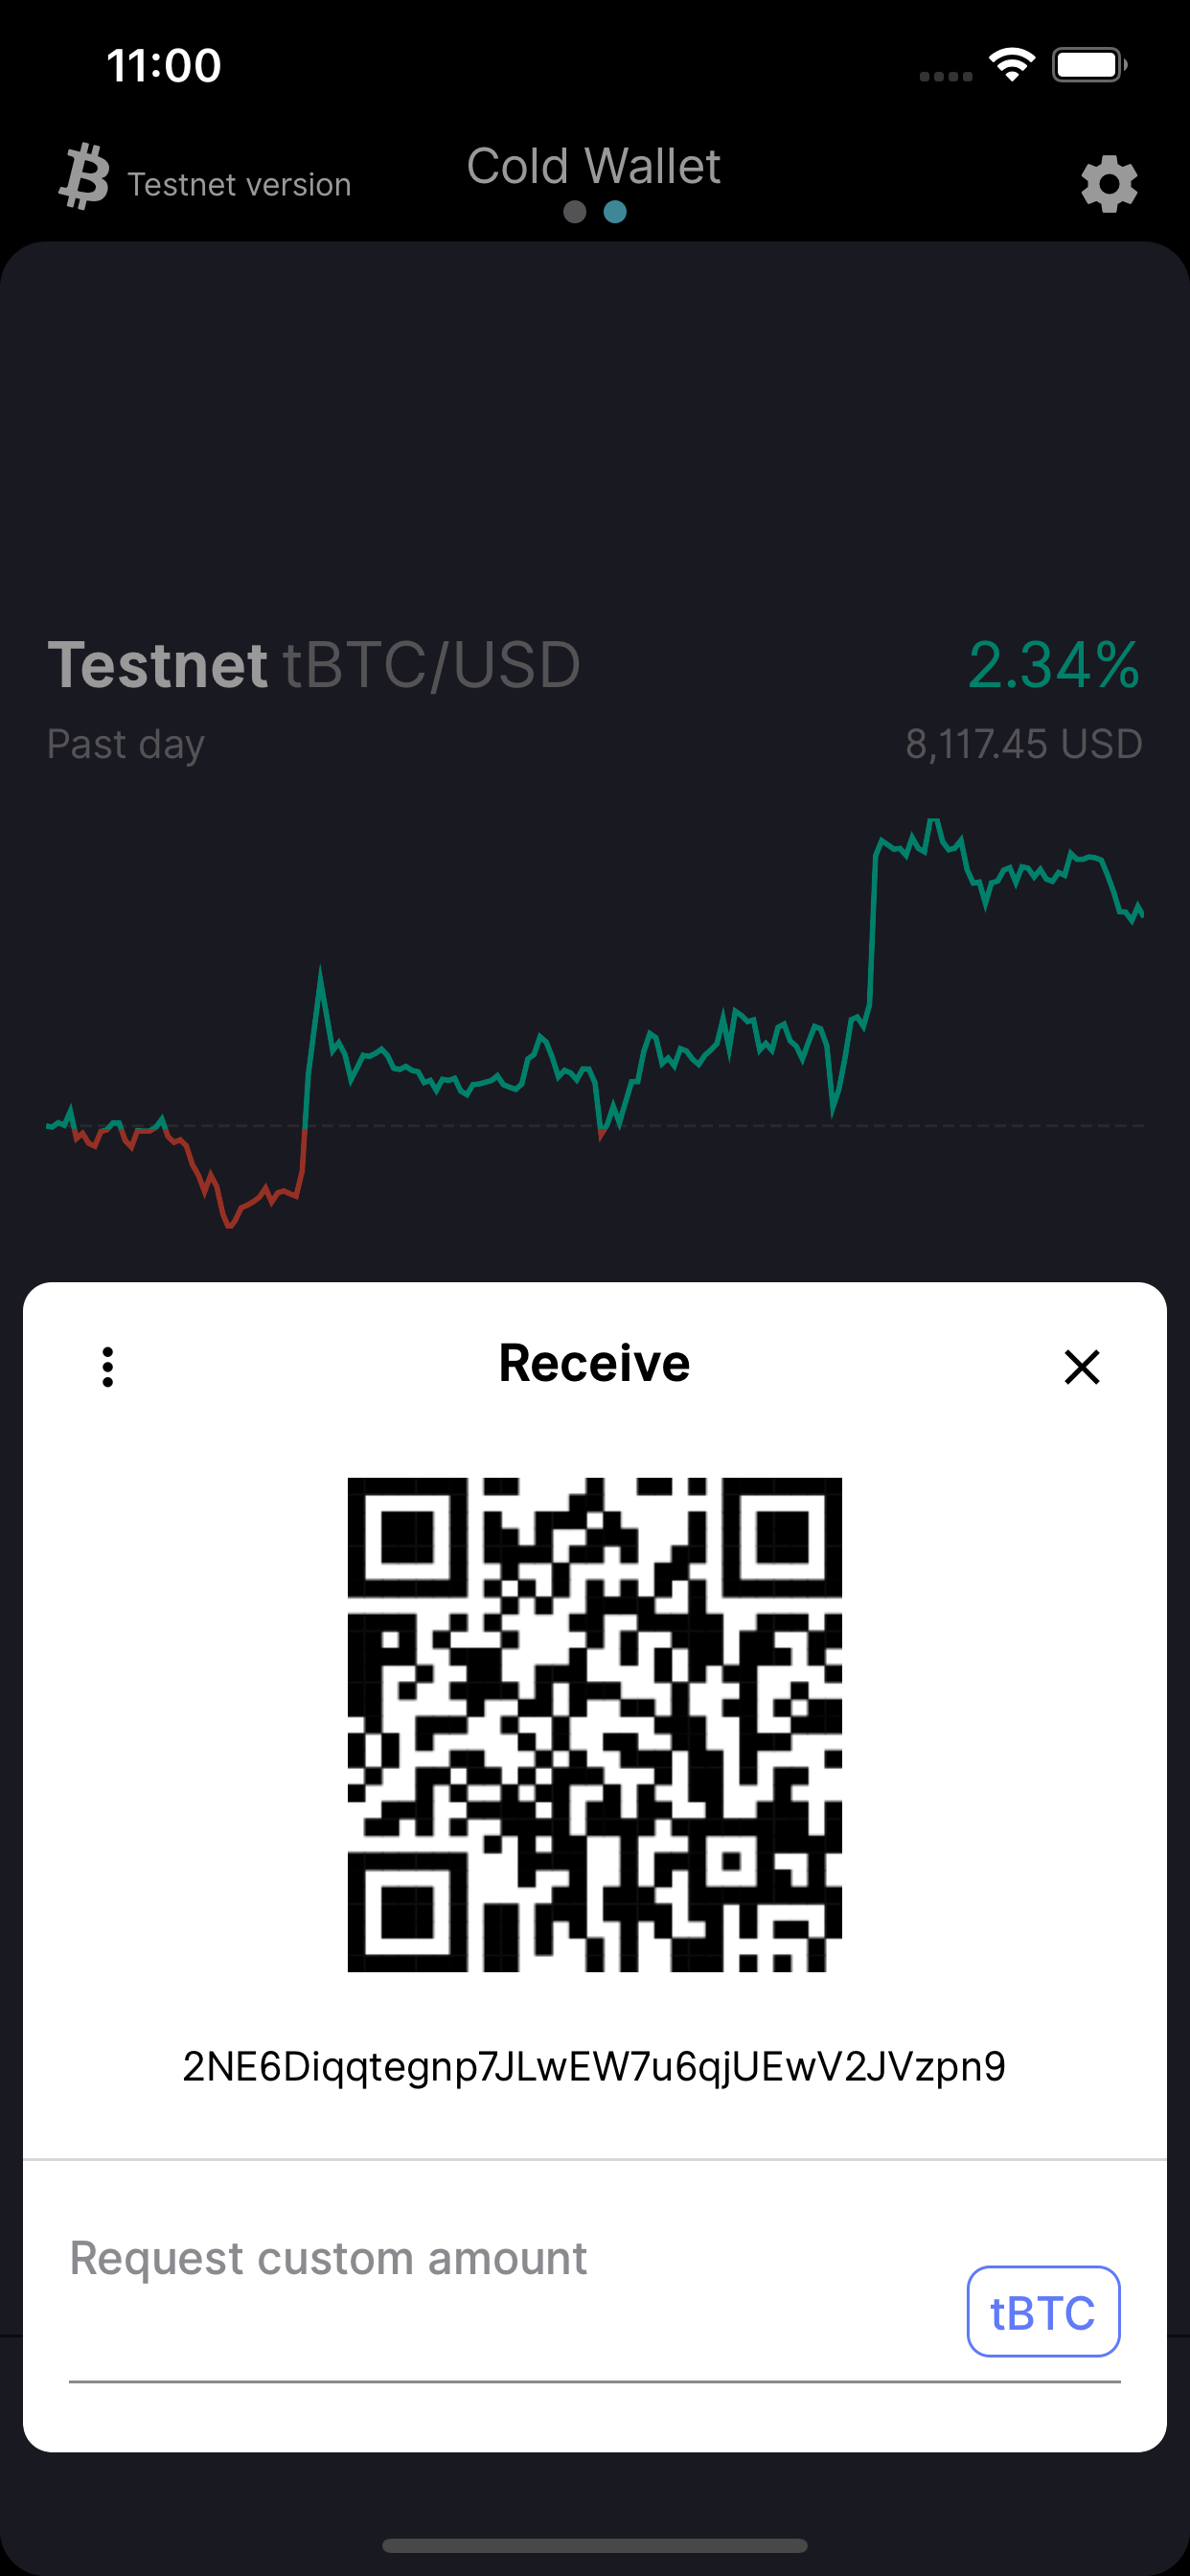 11:00
Testnet version
Cold Wallet
Testnet tBTC/USD
2.34%
Past day
8,117.45 USD
Receive
2NE6Diqqtegnp7JLwEW7u6qjUEwV2JVzpn9
Request custom amount
tBTC